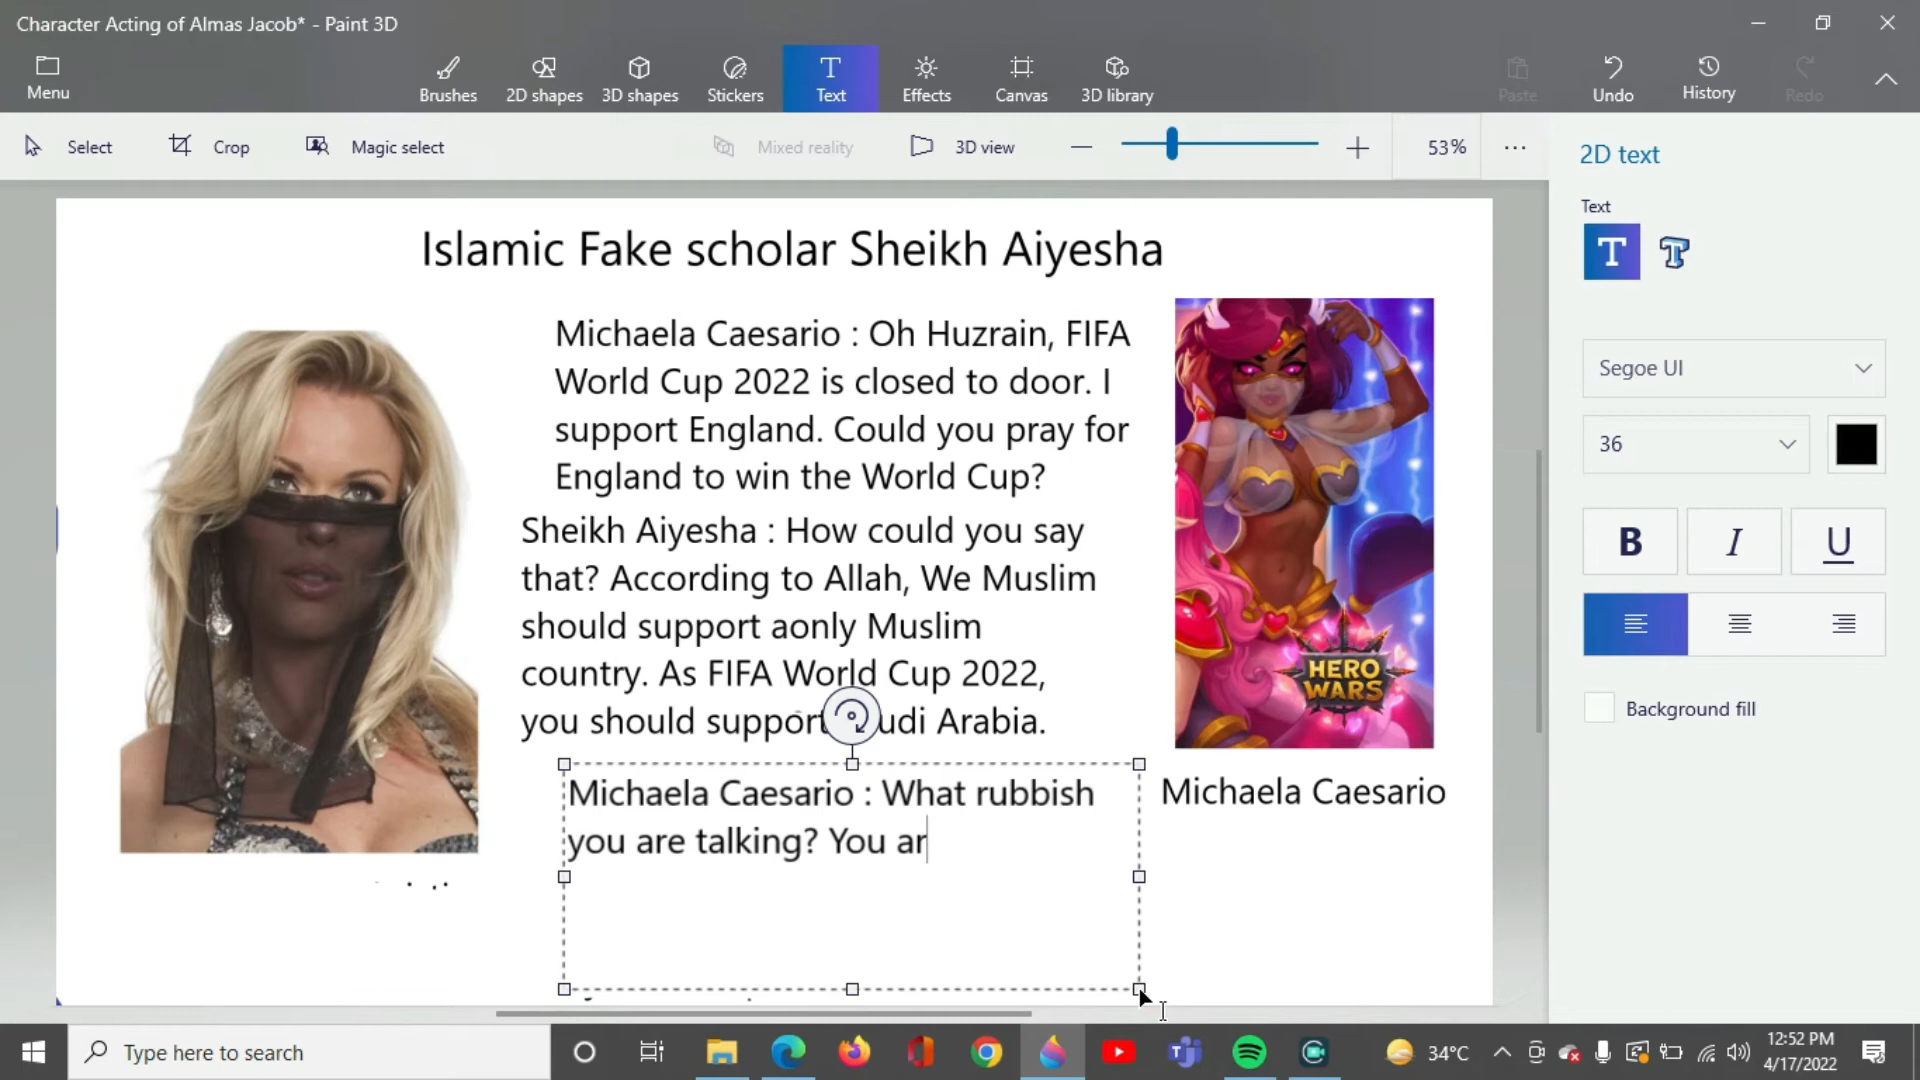 Character Acting of Almas Jacob* - Paint 3D
Menu
Brushes
2D shapes
3D shapes
Stickers
Text
Effects
Canvas
3D library
Paste
Undo
History
Redo
Select
Crop
Magic select
Mixed reality
3D view
53%
2D text
Text
Segoe UI
36
B I U
Background fill
Islamic Fake scholar Sheikh Aiyesha
Michaela Caesario : Oh Huzrain, FIFA
World Cup 2022 is closed to door. I
support England. Could you pray for
England to win the World Cup?
Sheikh Aiyesha : How could you say
that? According to Allah, We Muslim
should support aonly Muslim
country. As FIFA World Cup 2022,
you should support udi Arabia.
Michaela Caesario : What rubbish
you are talking? You ar
HERO
WARS
Michaela Caesario
Type here to search
34°C
12:52 PM
4/17/2022